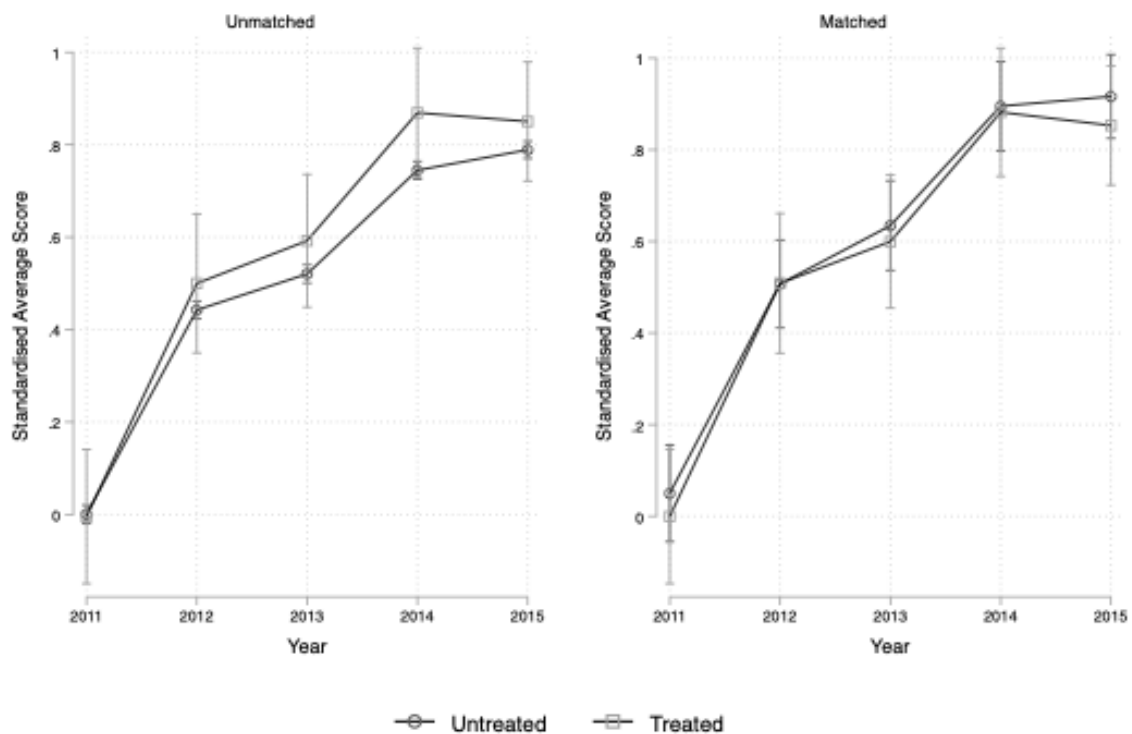 Unmatched
Standardised Average Score
1
.8
.6
.4
.2
0
2011 2012 2013 2014 2015
Year
Matched
Standardised Average Score
1
.8
.6
.4
.2
0
2011 2012 2013 2014 2015
Year
Untreated Treated